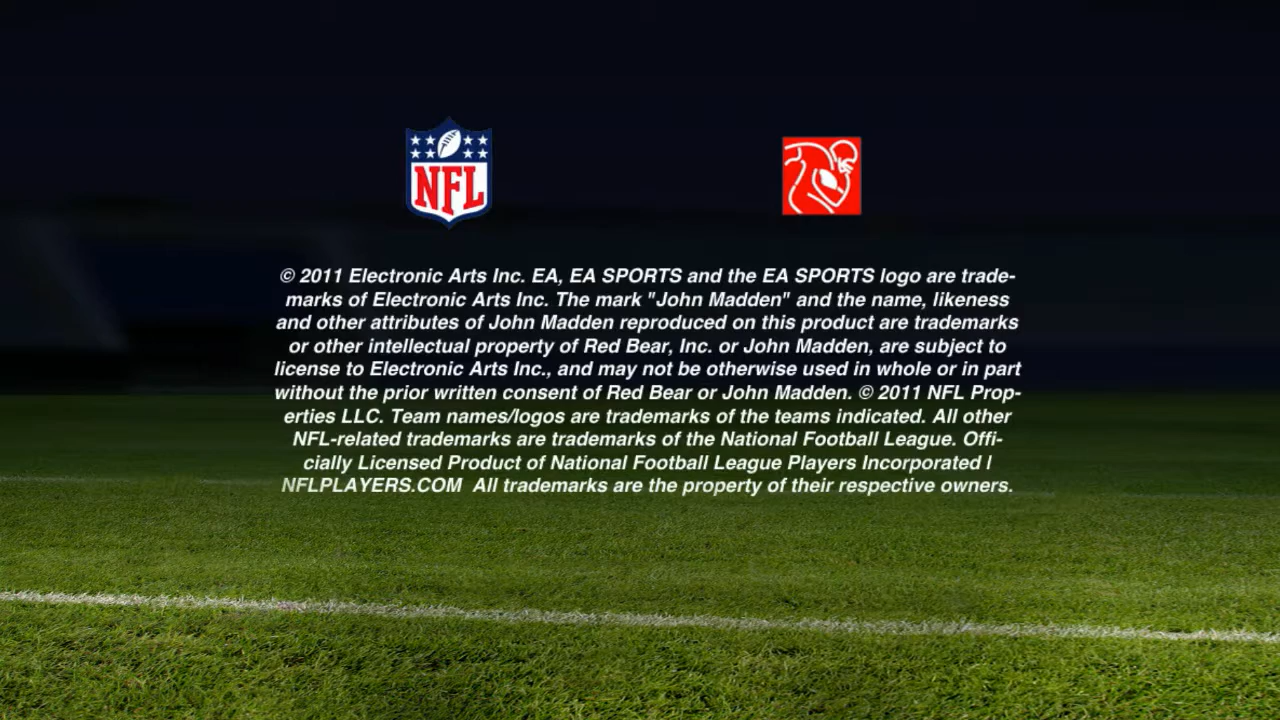 NFL
© 2011 Electronic Arts Inc. EA, EA SPORTS and the EA SPORTS logo are trade-
marks of Electronic Arts Inc. The mark "John Madden" and the name, likeness
and other attributes of John Madden reproduced on this product are trademarks
or other intellectual property of Red Bear, Inc. or John Madden, are subject to
license to Electronic Arts Inc., and may not be otherwise used in whole or in part
without the prior written consent of Red Bear or John Madden. © 2011 NFL Prop-
erties LLC. Team names/logos are trademarks of the teams indicated. All other
NFL-related trademarks are trademarks of the National Football League. Offi-
cially Licensed Product of National Football League Players Incorporated |
NFLPLAYERS.COM  All trademarks are the property of their respective owners.